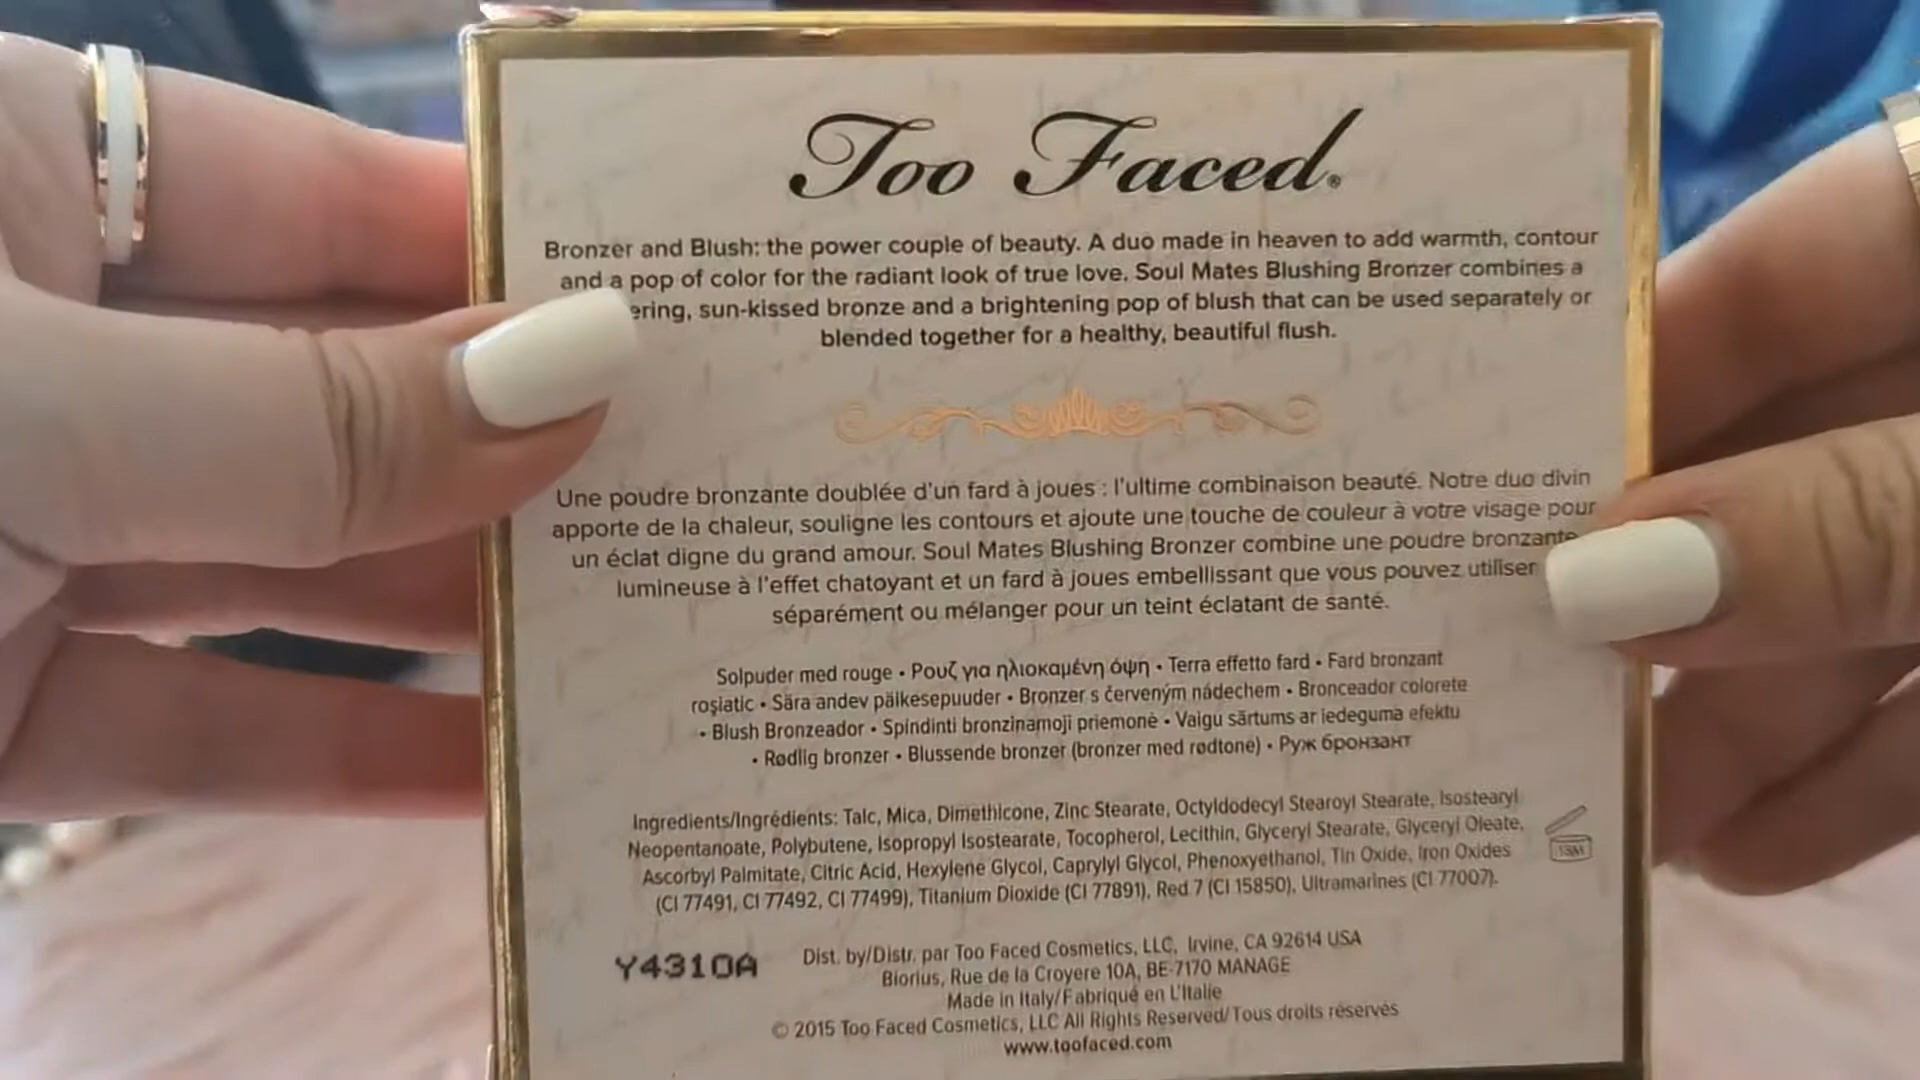 Too Faced®
Bronzer and Blush: the power couple of beauty. A duo made in heaven to add warmth, contour
and a pop of color for the radiant look of true love. Soul Mates Blushing Bronzer combines a
ering, sun-kissed bronze and a brightening pop of blush that can be used separately or
blended together for a healthy, beautiful flush.
Une poudre bronzante doublée d'un fard à joues : l'ultime combinaison beauté. Notre duo divin
apporte de la chaleur, souligne les contours et ajoute une touche de couleur à votre visage pour
un éclat digne du grand amour. Soul Mates Blushing Bronzer combine une poudre bronzante
lumineuse à l'effet chatoyant et un fard à joues embellissant que vous pouvez utiliser
séparément ou mélanger pour un teint éclatant de santé.
Solpuder med rouge • Ρουζ για ηλιοκαμένη όψη • Terra effetto fard • Fard bronzant
roşiatic • Sära andev päikesepuuder • Bronzer s červeným nádechem • Bronceador colorete
• Blush Bronzeador • Spindinti bronzinamoji priemonė • Vaigu sārtums ar iedeguma efektu
• Rødlig bronzer • Blussende bronzer (bronzer med rødtone) • Руж бронзант
Ingredients/Ingrédients: Talc, Mica, Dimethicone, Zinc Stearate, Octyldodecyl Stearoyl Stearate, Isostearyl
Neopentanoate, Polybutene, Isopropyl Isostearate, Tocopherol, Lecithin, Glyceryl Stearate, Glyceryl Oleate,
Ascorbyl Palmitate, Citric Acid, Hexylene Glycol, Caprylyl Glycol, Phenoxyethanol, Tin Oxide, Iron Oxides
(CI 77491, CI 77492, CI 77499), Titanium Dioxide (CI 77891), Red 7 (CI 15850), Ultramarines (CI 77007).
Y4310A
Dist. by/Distr. par Too Faced Cosmetics, LLC, Irvine, CA 92614 USA
Biorius, Rue de la Croyere 10A, BE-7170 MANAGE
Made in Italy/Fabriqué en L'Italie
© 2015 Too Faced Cosmetics, LLC All Rights Reserved/Tous droits réservés
www.toofaced.com